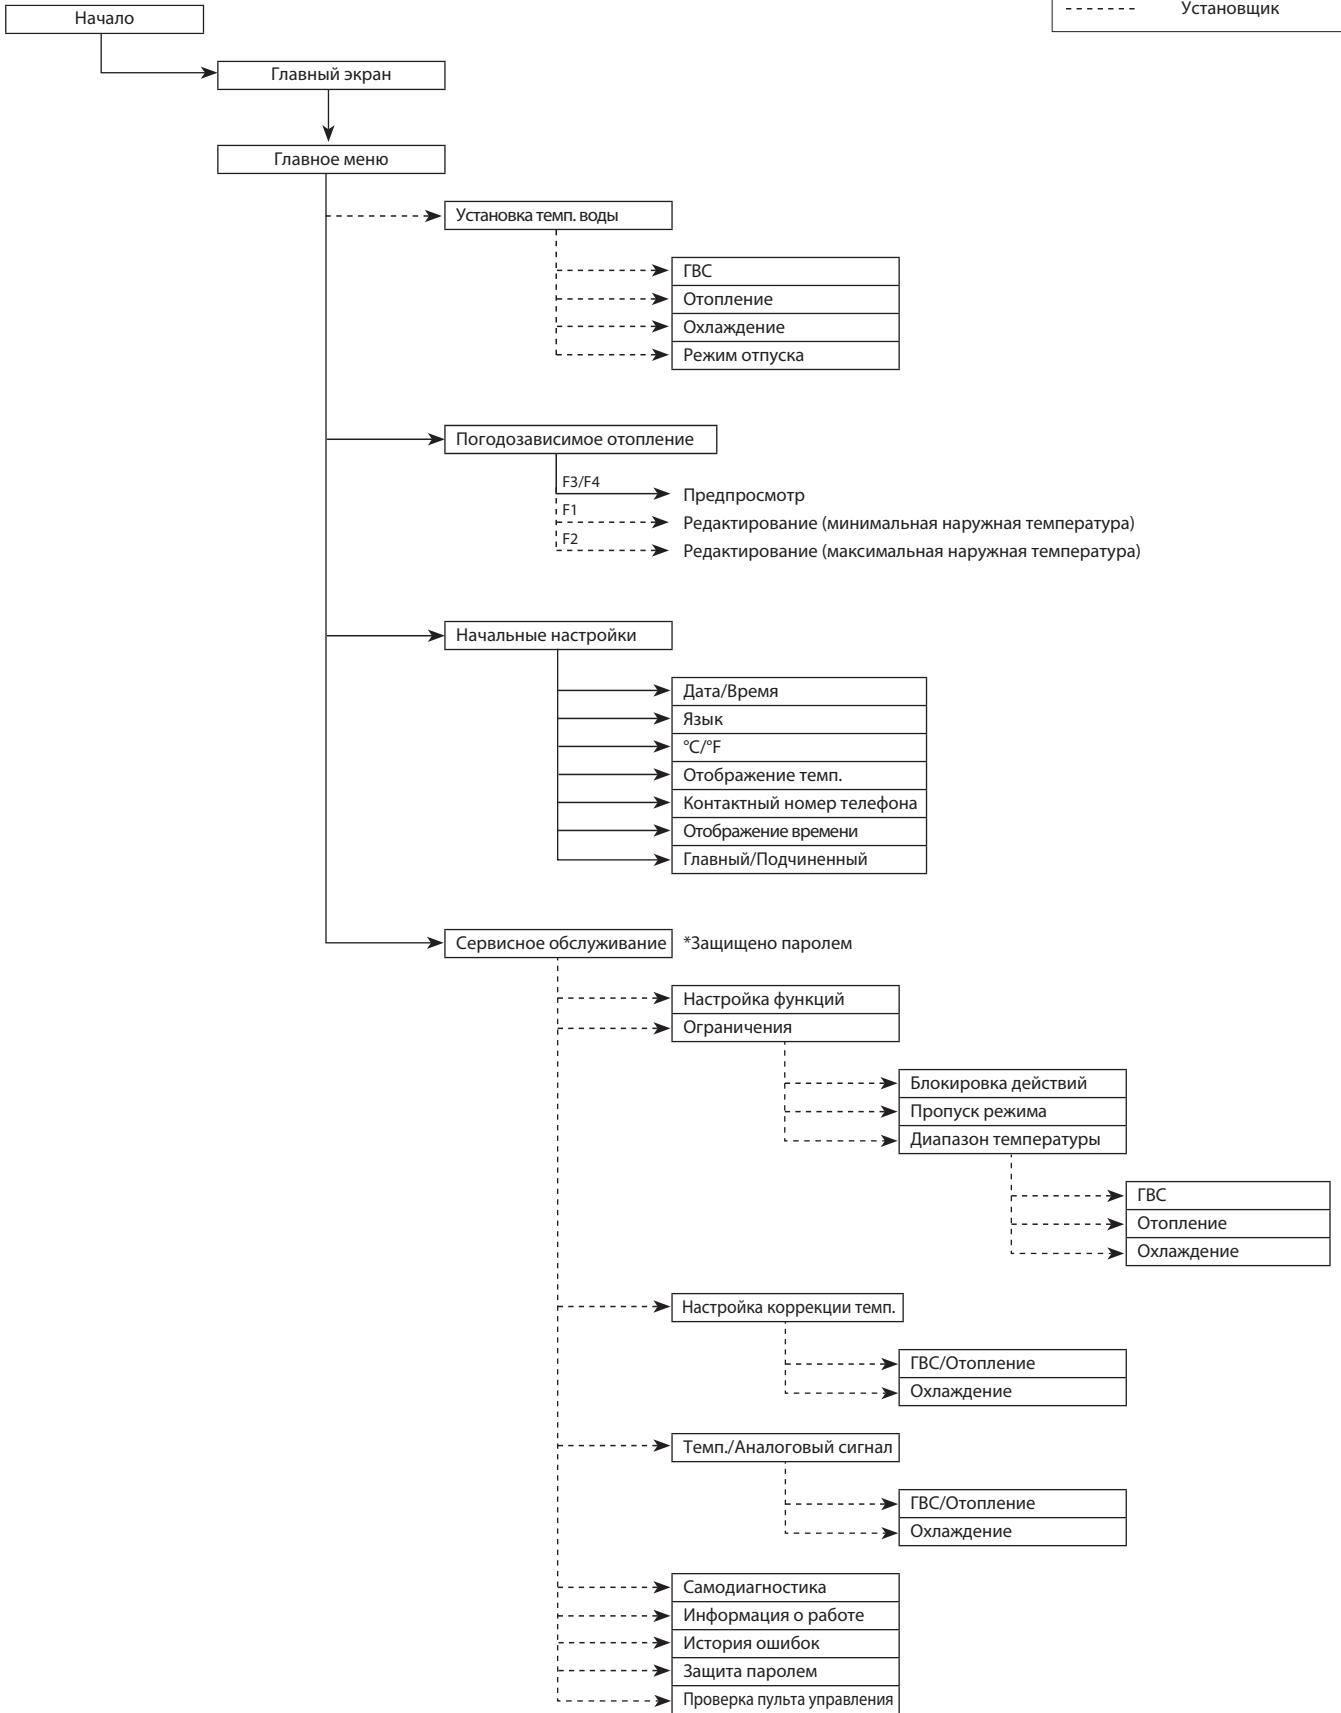 Установщик
Начало
Главный экран
Главное меню
Установка темп. воды
ГВС
Отопление
Охлаждение
Режим отпуска
Погодозависимое отопление
F3/F4
Предпросмотр
F1
Редактирование (минимальная наружная температура)
F2
Редактирование (максимальная наружная температура)
Начальные настройки
Дата/Время
Язык
°C/°F
Отображение темп.
Контактный номер телефона
Отображение времени
Главный/Подчиненный
Сервисное обслуживание *Защищено паролем
Настройка функций
Ограничения
Блокировка действий
Пропуск режима
Диапазон температуры
ГВС
Отопление
Охлаждение
Настройка коррекции темп.
ГВС/Отопление
Охлаждение
Темп./Аналоговый сигнал
ГВС/Отопление
Охлаждение
Самодиагностика
Информация о работе
История ошибок
Защита паролем
Проверка пульта управления